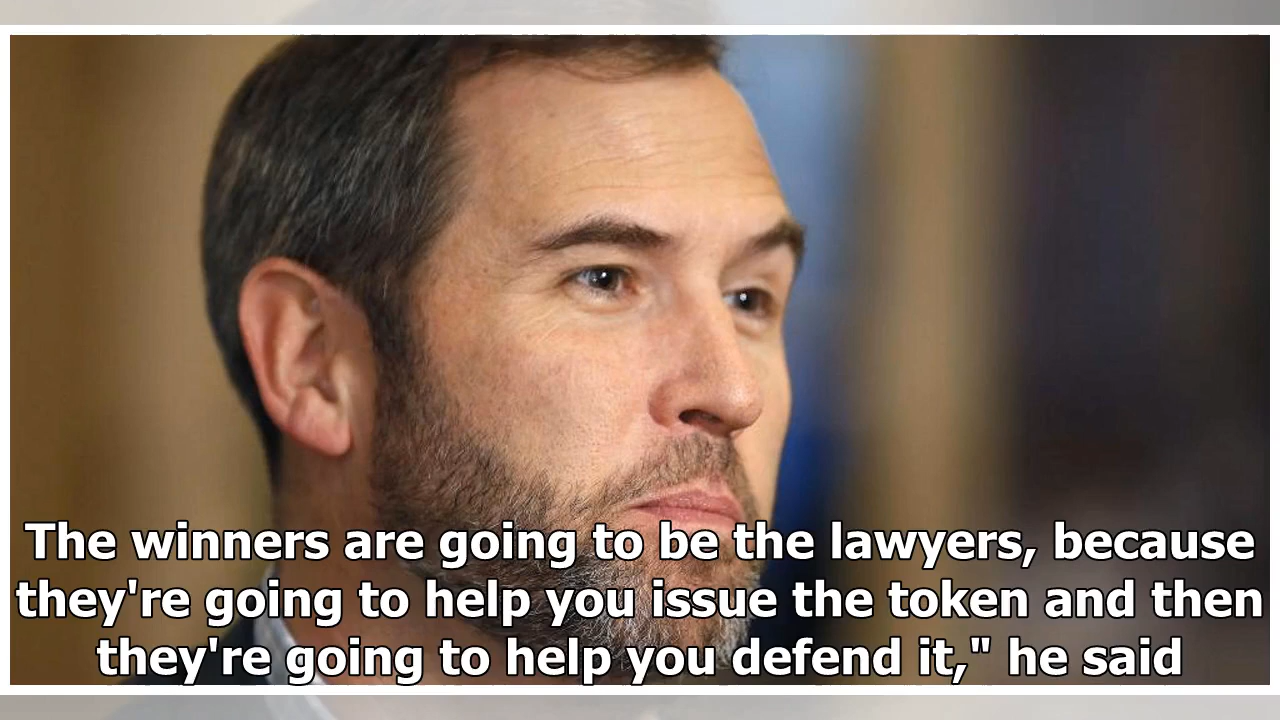 The winners are going to be the lawyers, because
they're going to help you issue the token and then
they're going to help you defend it," he said